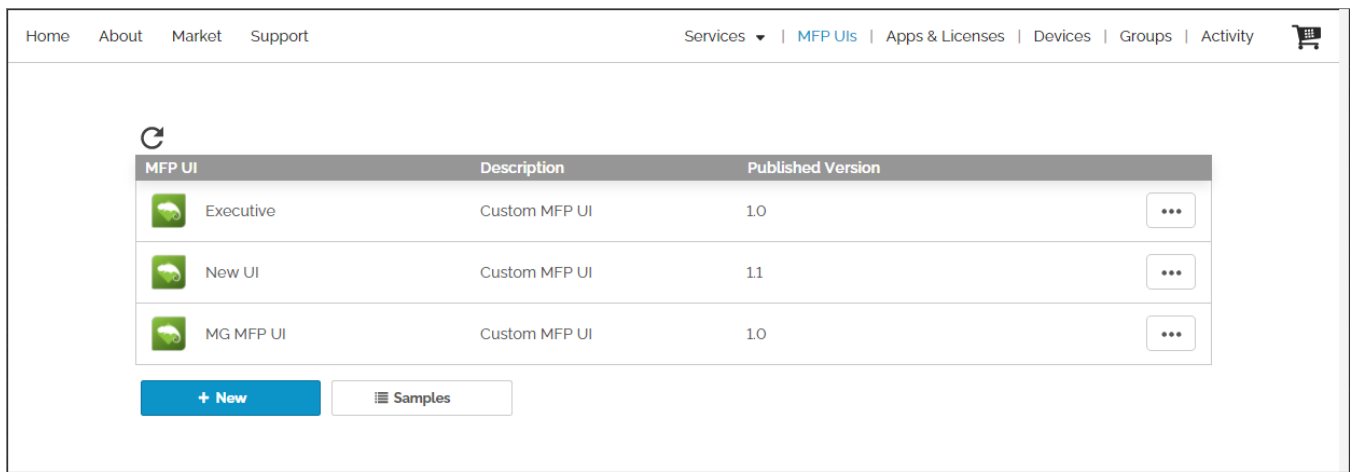 Home About Market Support Services | MFP UIs | Apps & Licenses | Devices | Groups | Activity
MFP UI Description Published Version
Executive Custom MFP UI 1.0
New UI Custom MFP UI 1.1
MG MFP UI Custom MFP UI 1.0
+ New Samples